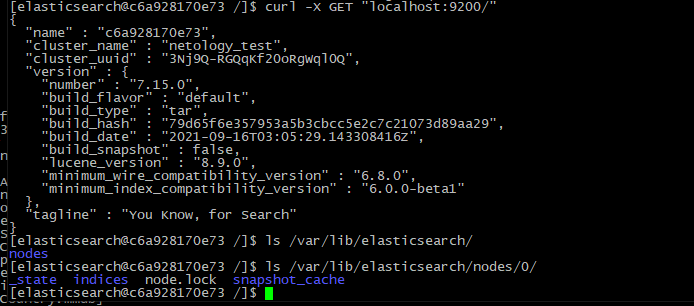 [elasticsearch@c6a928170e73 /]$ curl -X GET "localhost:9200/"
{
  "name" : "c6a928170e73",
  "cluster_name" : "netology_test",
  "cluster_uuid" : "3Nj9Q-RGQqKf2OoRgWqlOQ",
  "version" : {
    "number" : "7.15.0",
    "build_flavor" : "default",
    "build_type" : "tar",
    "build_hash" : "79d65f6e357953a5b3cbcc5e2c7c21073d89aa29",
    "build_date" : "2021-09-16T03:05:29.143308416Z",
    "build_snapshot" : false,
    "lucene_version" : "8.9.0",
    "minimum_wire_compatibility_version" : "6.8.0",
    "minimum_index_compatibility_version" : "6.0.0-beta1"
  },
  "tagline" : "You Know, for Search"
}
[elasticsearch@c6a928170e73 /]$ ls /var/lib/elasticsearch/
nodes
[elasticsearch@c6a928170e73 /]$ ls /var/lib/elasticsearch/nodes/0/
_state  indices  node.lock  snapshot_cache
[elasticsearch@c6a928170e73 /]$